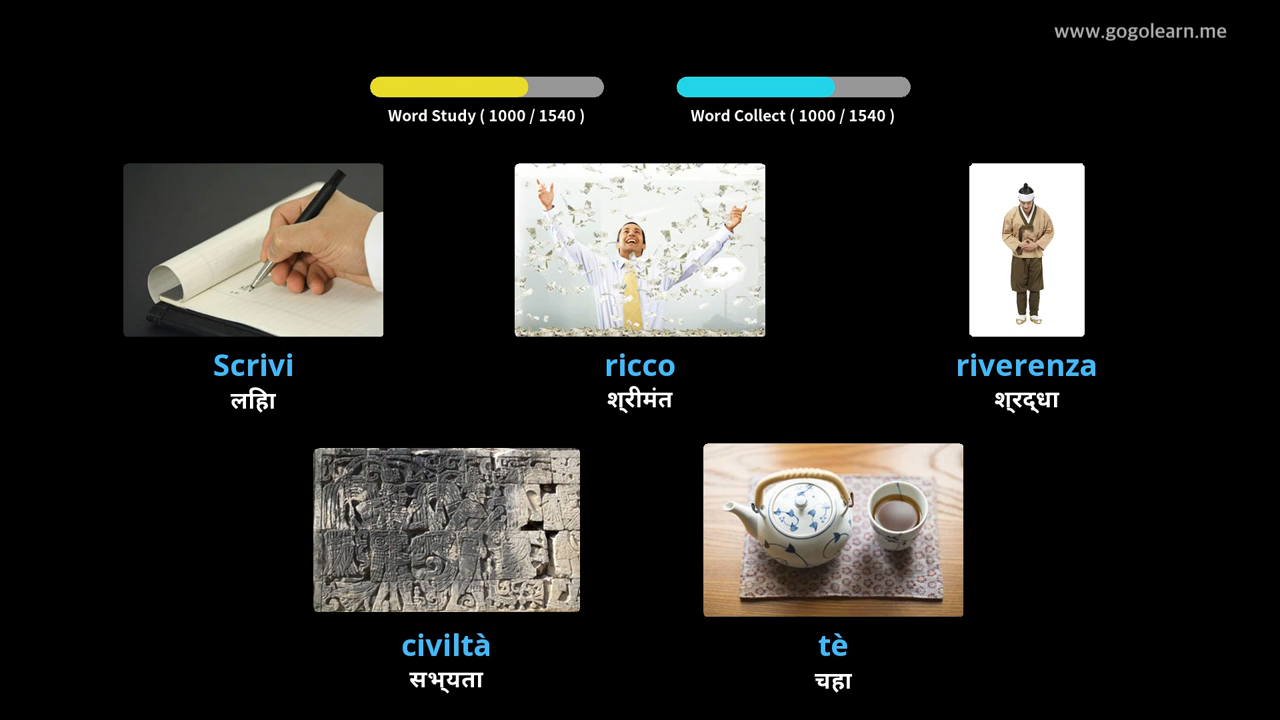 www.gogolearn.me
Word Study ( 1000 / 1540 )
Word Collect ( 1000 / 1540 )
Scrivi
लहिा
ricco
श्रीमंत
riverenza
श्रद्धा
civiltà
सभ्यता
tè
चहा